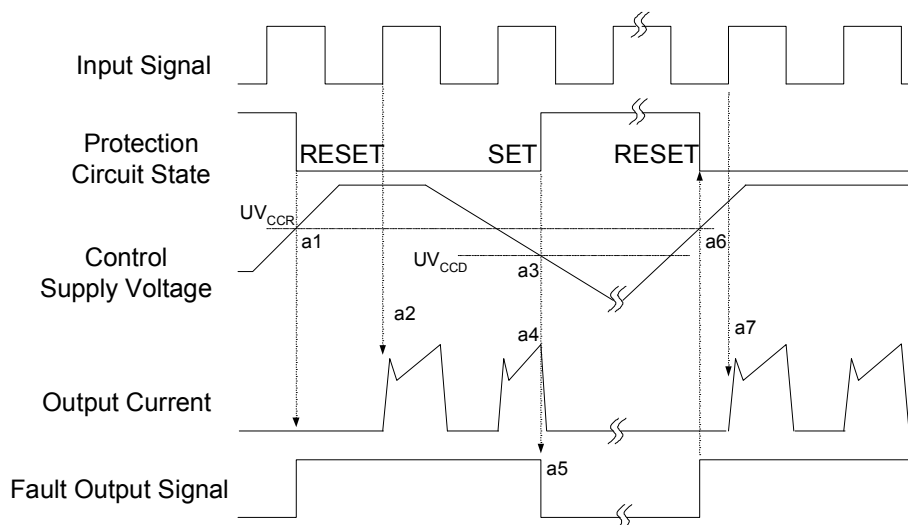 Input Signal
Protection
Circuit State
RESET
SET
RESET
UVCCR
a1
a6
Control
Supply Voltage
UVCCD
a3
a2
a4
a7
Output Current
Fault Output Signal
a5